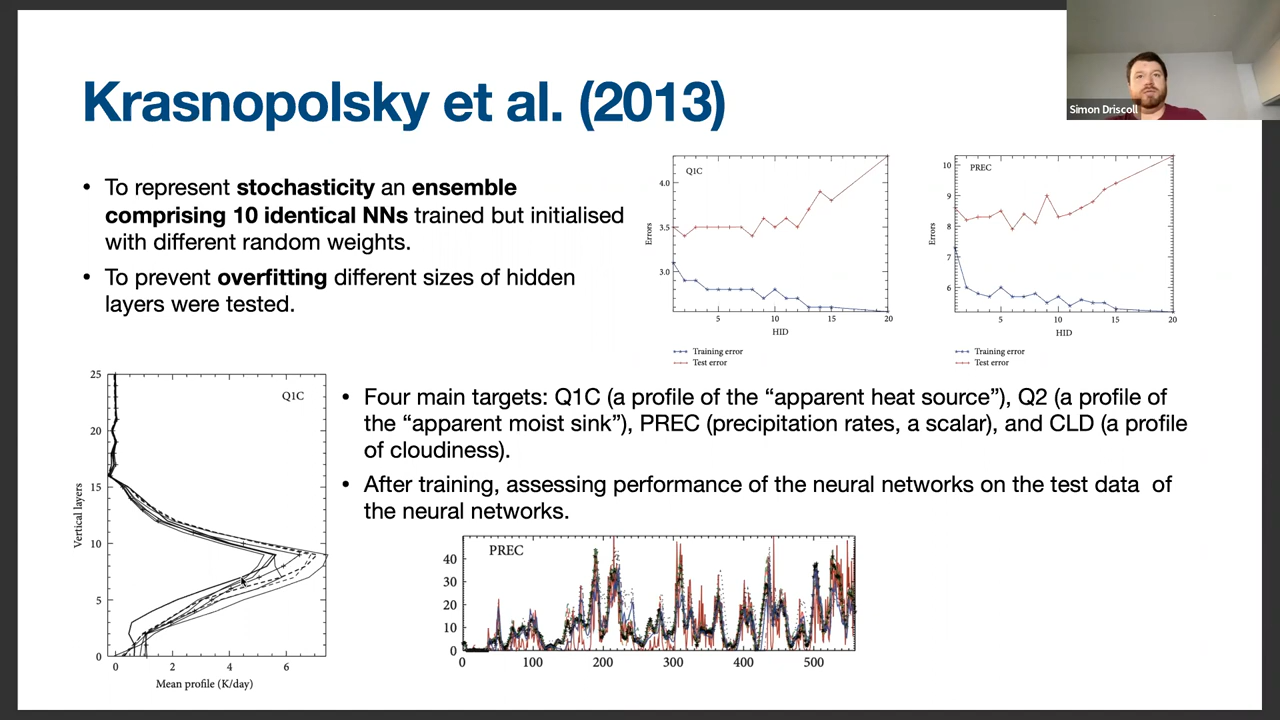 Simon Driscoll
Krasnopolsky et al. (2013)
• To represent stochasticity an ensemble
comprising 10 identical NNs trained but initialised
with different random weights.
• To prevent overfitting different sizes of hidden
layers were tested.
Q1C
4.0
3.5
3.0
Errors
5 10 15 20
HID
Training error
Test error
PREC
10
9
8
7
6
Errors
5 10 15 20
HID
Training error
Test error
Q1C
25
20
15
10
5
0
Vertical layers
0 2 4 6
Mean profile (K/day)
• Four main targets: Q1C (a profile of the “apparent heat source”), Q2 (a profile of
the “apparent moist sink”), PREC (precipitation rates, a scalar), and CLD (a profile
of cloudiness).
• After training, assessing performance of the neural networks on the test data of
the neural networks.
PREC
40
30
20
10
0
0 100 200 300 400 500